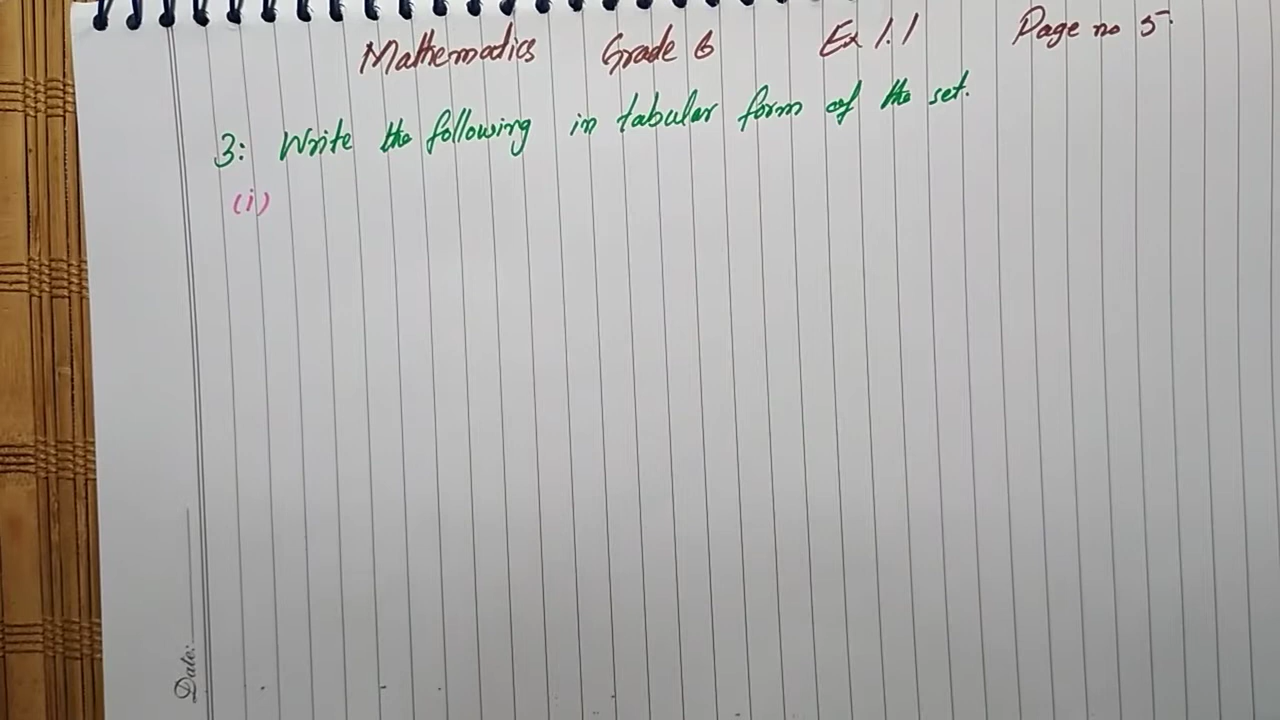 Mathematics Grade 6 Ex 1.1 Page no 5
3: Write the following in tabular form of the set.
(i)
Date: